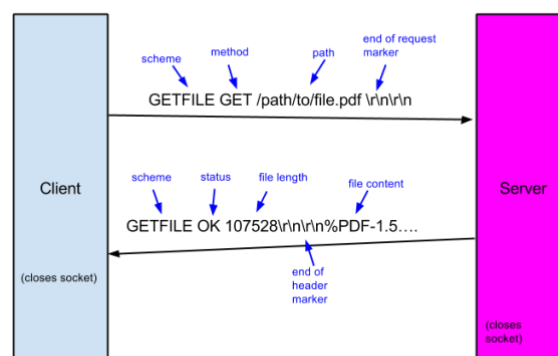 end of request
marker
method
path
scheme
GETFILE GET /path/to/file.pdf \r\n\r\n
Client
Server
scheme
status
file length
file content
GETFILE OK 107528\r\n\r\n%PDF-1.5....
end of
header
marker
(closes socket)
(closes
socket)